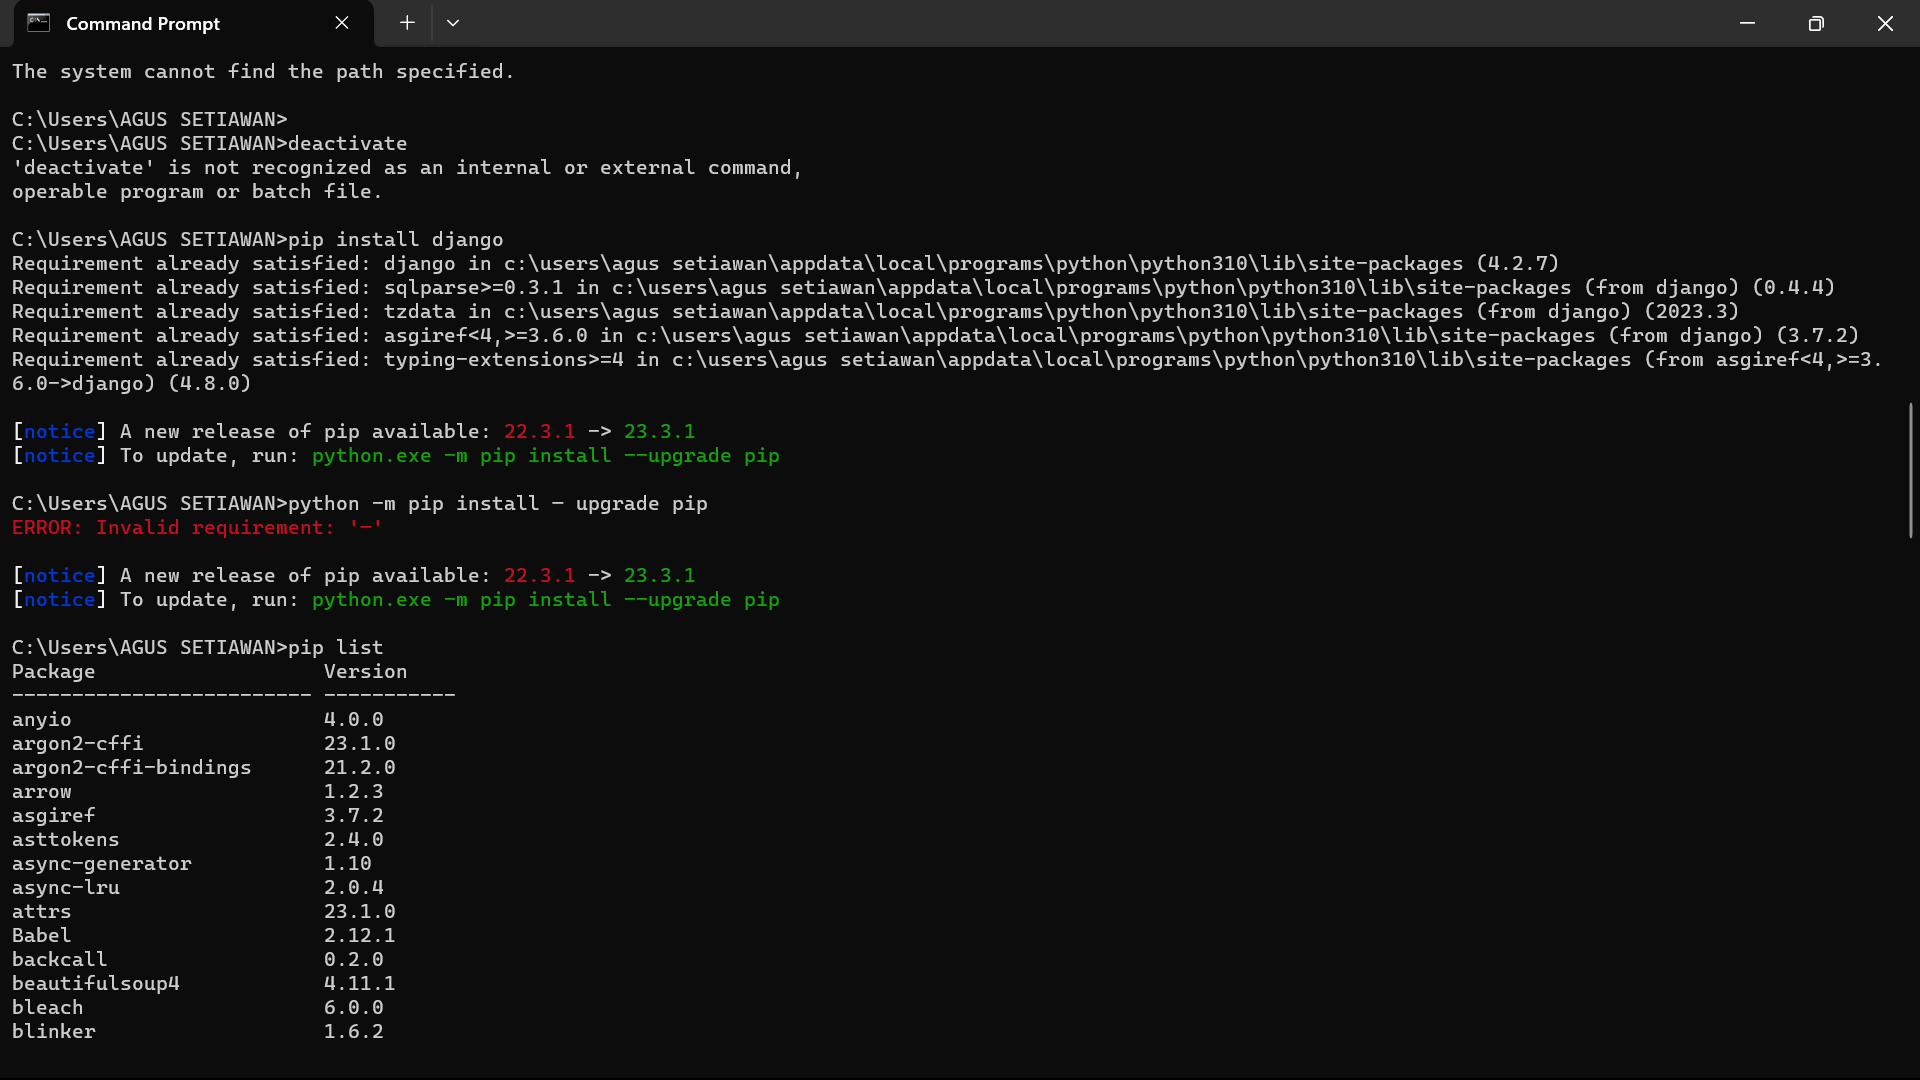 Command Prompt
The system cannot find the path specified.
C:\Users\AGUS SETIAWAN>
C:\Users\AGUS SETIAWAN>deactivate
'deactivate' is not recognized as an internal or external command,
operable program or batch file.
C:\Users\AGUS SETIAWAN>pip install django
Requirement already satisfied: django in c:\users\agus setiawan\appdata\local\programs\python\python310\lib\site-packages (4.2.7)
Requirement already satisfied: sqlparse>=0.3.1 in c:\users\agus setiawan\appdata\local\programs\python\python310\lib\site-packages (from django) (0.4.4)
Requirement already satisfied: tzdata in c:\users\agus setiawan\appdata\local\programs\python\python310\lib\site-packages (from django) (2023.3)
Requirement already satisfied: asgiref<4,>=3.6.0 in c:\users\agus setiawan\appdata\local\programs\python\python310\lib\site-packages (from django) (3.7.2)
Requirement already satisfied: typing-extensions>=4 in c:\users\agus setiawan\appdata\local\programs\python\python310\lib\site-packages (from asgiref<4,>=3.
6.0->django) (4.8.0)
[notice] A new release of pip available: 22.3.1 -> 23.3.1
[notice] To update, run: python.exe -m pip install --upgrade pip
C:\Users\AGUS SETIAWAN>python -m pip install - upgrade pip
ERROR: Invalid requirement: '-'
[notice] A new release of pip available: 22.3.1 -> 23.3.1
[notice] To update, run: python.exe -m pip install --upgrade pip
C:\Users\AGUS SETIAWAN>pip list
Package Version
------------------------- -----------
anyio 4.0.0
argon2-cffi 23.1.0
argon2-cffi-bindings 21.2.0
arrow 1.2.3
asgiref 3.7.2
asttokens 2.4.0
async-generator 1.10
async-lru 2.0.4
attrs 23.1.0
Babel 2.12.1
backcall 0.2.0
beautifulsoup4 4.11.1
bleach 6.0.0
blinker 1.6.2